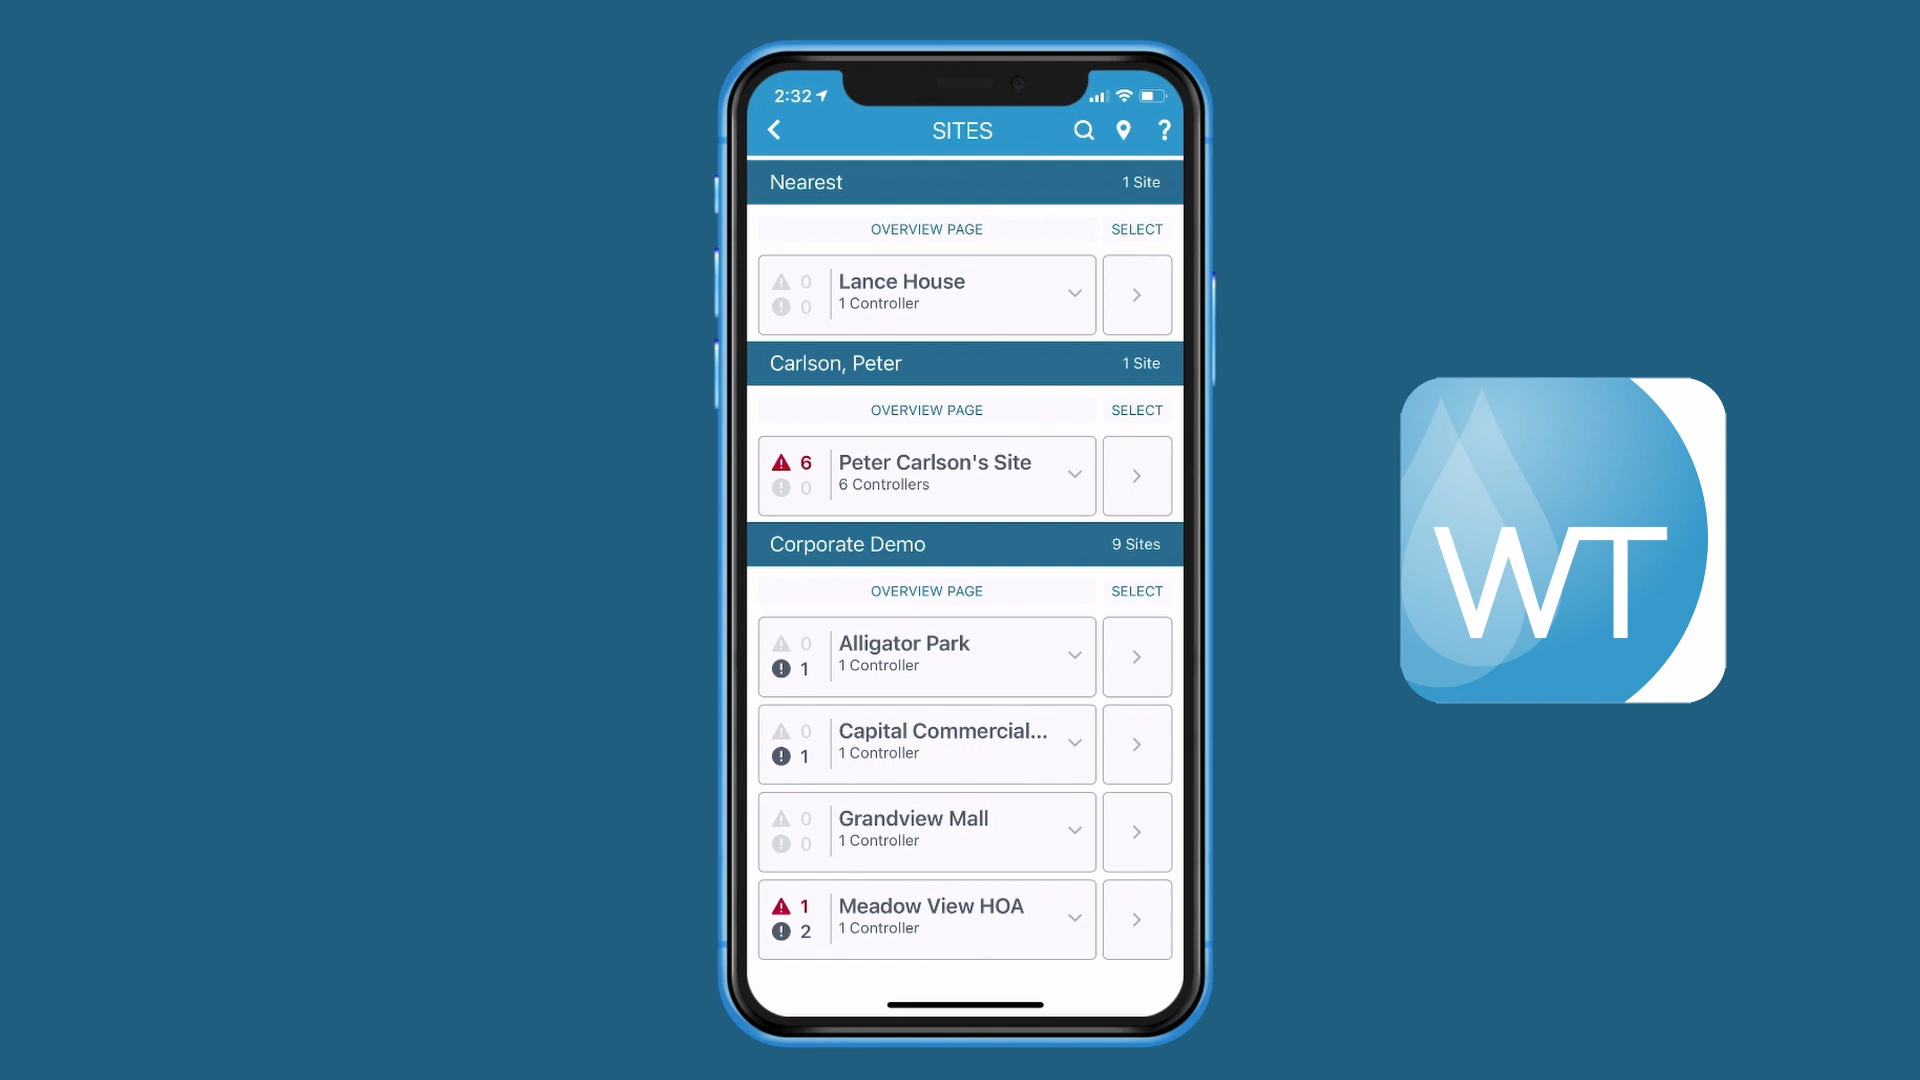 2:32
SITES
?
Nearest 1 Site
OVERVIEW PAGE SELECT
0 Lance House
0 1 Controller
Carlson, Peter 1 Site
OVERVIEW PAGE SELECT
6 Peter Carlson's Site
0 6 Controllers
Corporate Demo 9 Sites
OVERVIEW PAGE SELECT
0 Alligator Park
1 1 Controller
0 Capital Commercial...
1 1 Controller
0 Grandview Mall
0 1 Controller
1 Meadow View HOA
2 1 Controller
WT